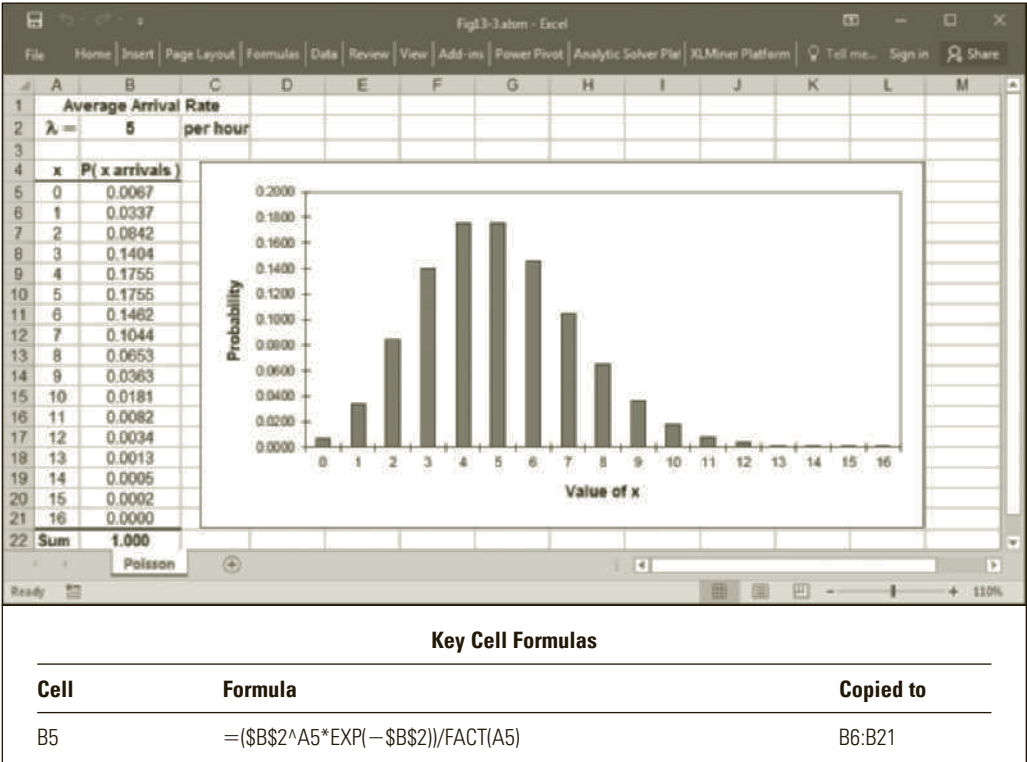 Fig13-3.xlsm - Excel
File Home Insert Page Layout Formulas Data Review View Add-ins Power Pivot Analytic Solver Plat XLMiner Platform Tell me... Sign in Share
A B C D E F G H I J K L M
1 Average Arrival Rate
2 λ = 5 per hour
3
4 x P( x arrivals )
5 0 0.0067
6 1 0.0337
7 2 0.0842
8 3 0.1404
9 4 0.1755
10 5 0.1755
11 6 0.1462
12 7 0.1044
13 8 0.0653
14 9 0.0363
15 10 0.0181
16 11 0.0082
17 12 0.0034
18 13 0.0013
19 14 0.0005
20 15 0.0002
21 16 0.0000
22 Sum 1.000
Probability
0.2000
0.1800
0.1600
0.1400
0.1200
0.1000
0.0800
0.0600
0.0400
0.0200
0.0000
0 1 2 3 4 5 6 7 8 9 10 11 12 13 14 15 16
Value of x
Poisson
Ready 110%
Key Cell Formulas
Cell Formula Copied to
B5 =($B$2^A5*EXP(−$B$2))/FACT(A5) B6:B21